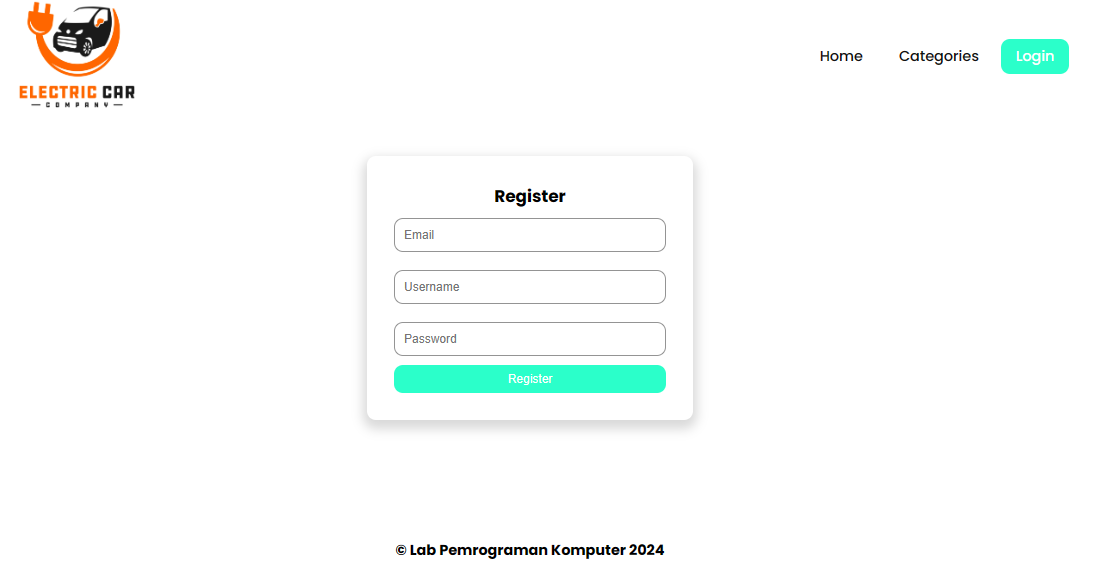 ELECTRIC CAR
COMPANY
Home
Categories
Login
Register
Email
Username
Password
Register
© Lab Pemrograman Komputer 2024